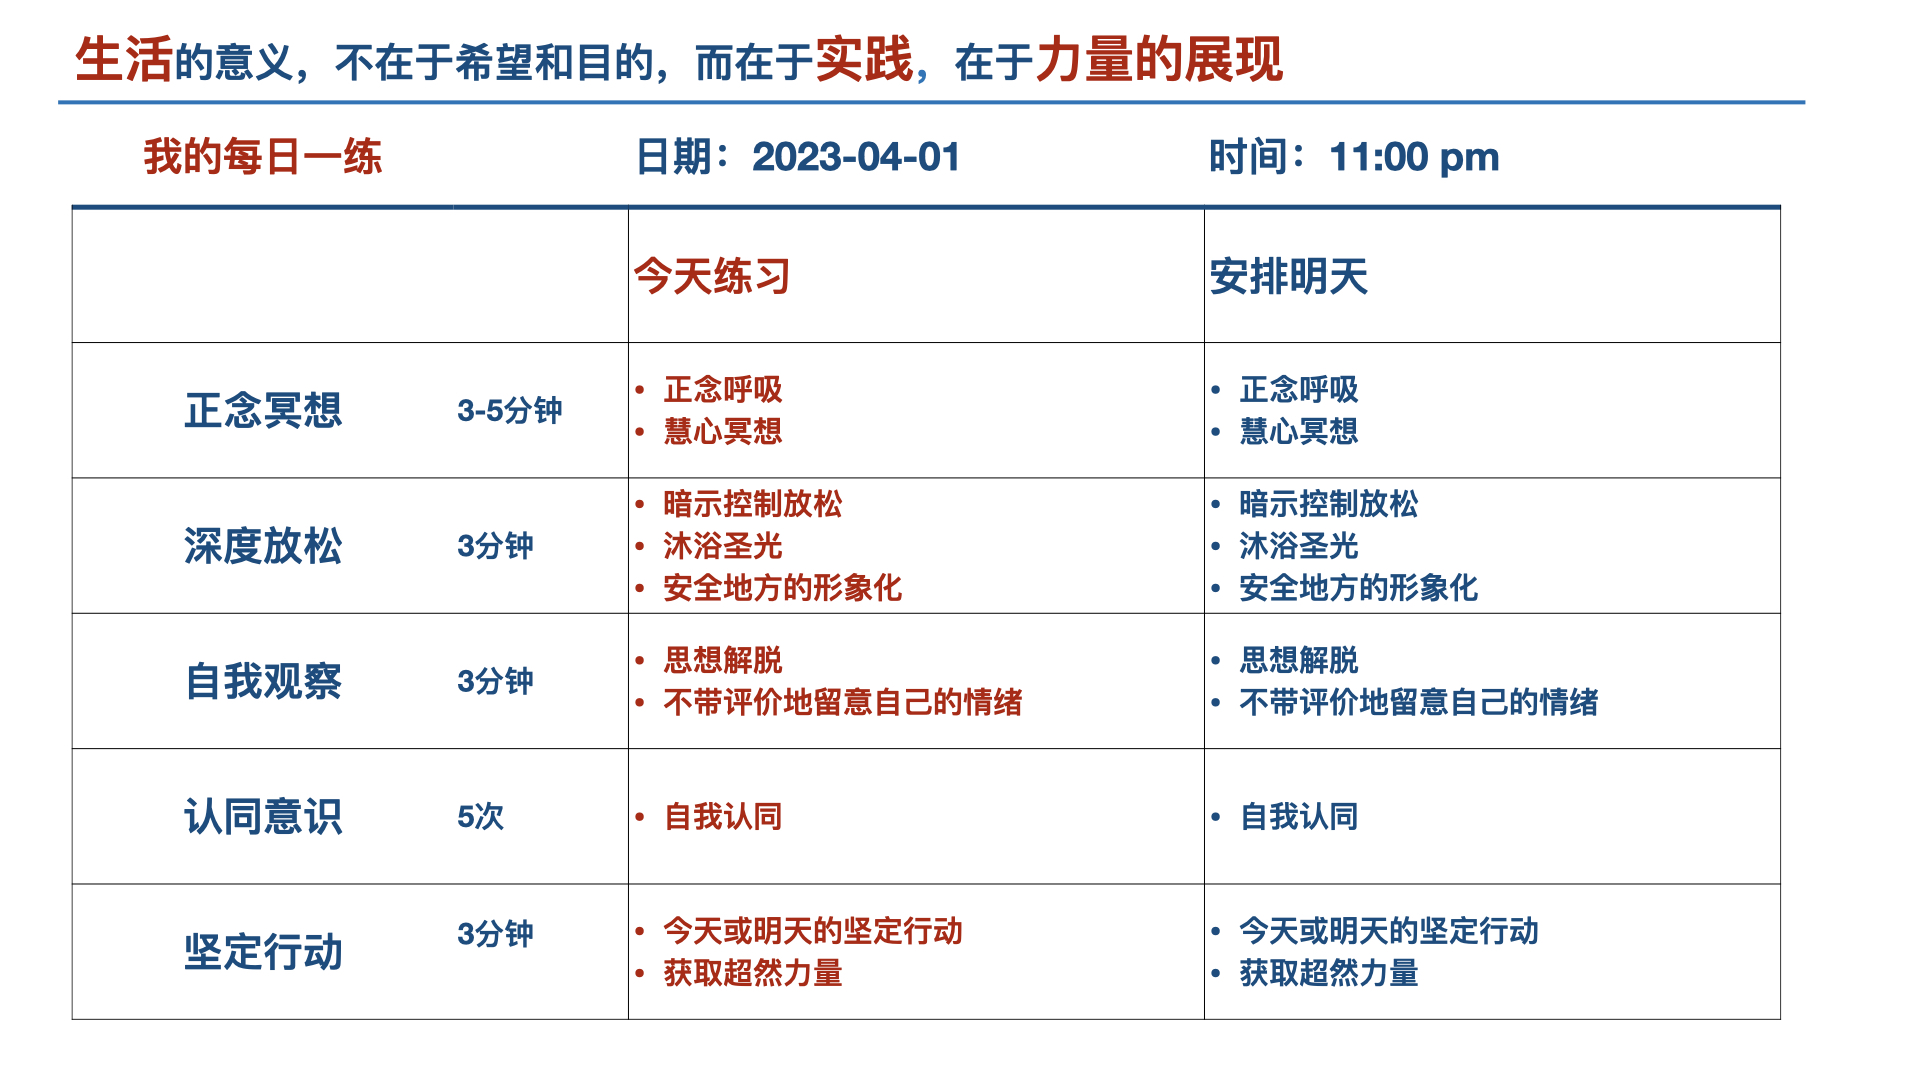 生活的意义，不在于希望和目的，而在于实践，在于力量的展现
我的每日一练 日期：2023-04-01 时间：11:00 pm
今天练习 安排明天
正念冥想 3-5分钟
• 正念呼吸
• 慧心冥想
• 正念呼吸
• 慧心冥想
深度放松 3分钟
• 暗示控制放松
• 沐浴圣光
• 安全地方的形象化
• 暗示控制放松
• 沐浴圣光
• 安全地方的形象化
自我观察 3分钟
• 思想解脱
• 不带评价地留意自己的情绪
• 思想解脱
• 不带评价地留意自己的情绪
认同意识 5次
• 自我认同
• 自我认同
坚定行动 3分钟
• 今天或明天的坚定行动
• 获取超然力量
• 今天或明天的坚定行动
• 获取超然力量